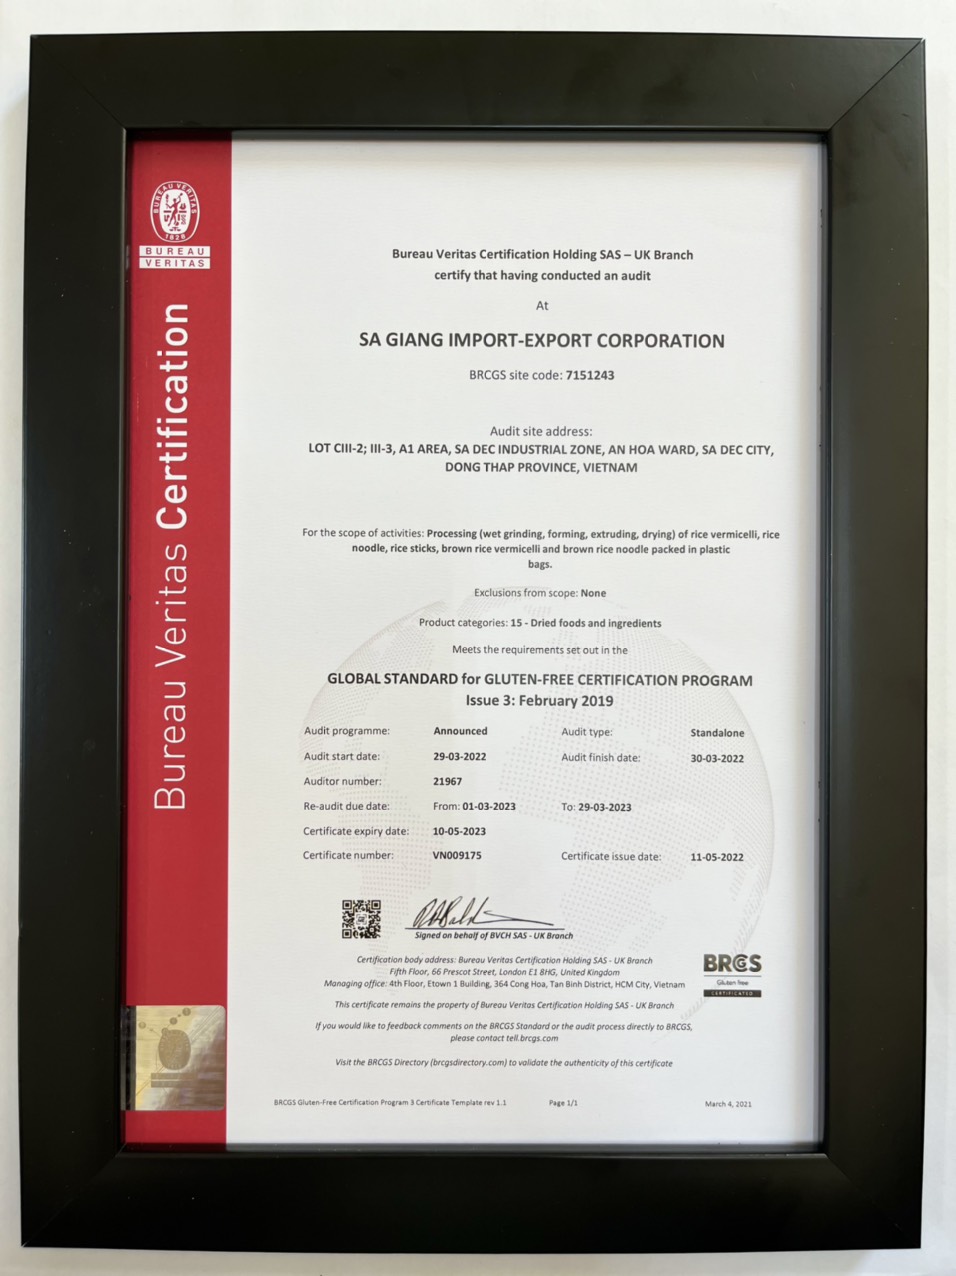 BUREAU VERITAS
1828
BUREAU
VERITAS
Bureau Veritas Certification
Bureau Veritas Certification Holding SAS – UK Branch
certify that having conducted an audit
At
SA GIANG IMPORT-EXPORT CORPORATION
BRCGS site code: 7151243
Audit site address:
LOT CIII-2; III-3, A1 AREA, SA DEC INDUSTRIAL ZONE, AN HOA WARD, SA DEC CITY,
DONG THAP PROVINCE, VIETNAM
For the scope of activities: Processing (wet grinding, forming, extruding, drying) of rice vermicelli, rice
noodle, rice sticks, brown rice vermicelli and brown rice noodle packed in plastic
bags.
Exclusions from scope: None
Product categories: 15 - Dried foods and ingredients
Meets the requirements set out in the
GLOBAL STANDARD for GLUTEN-FREE CERTIFICATION PROGRAM
Issue 3: February 2019
Audit programme: Announced Audit type: Standalone
Audit start date: 29-03-2022 Audit finish date: 30-03-2022
Auditor number: 21967
Re-audit due date: From: 01-03-2023 To: 29-03-2023
Certificate expiry date: 10-05-2023
Certificate number: VN009175 Certificate issue date: 11-05-2022
Signed on behalf of BVCH SAS - UK Branch
Certification body address: Bureau Veritas Certification Holding SAS - UK Branch
Fifth Floor, 66 Prescot Street, London E1 8HG, United Kingdom
Managing office: 4th Floor, Etown 1 Building, 364 Cong Hoa, Tan Binh District, HCM City, Vietnam
BRCGS
Gluten free
CERTIFICATED
This certificate remains the property of Bureau Veritas Certification Holding SAS - UK Branch
If you would like to feedback comments on the BRCGS Standard or the audit process directly to BRCGS,
please contact tell.brcgs.com
Visit the BRCGS Directory (brcgsdirectory.com) to validate the authenticity of this certificate
BRCGS Gluten-Free Certification Program 3 Certificate Template rev 1.1 Page 1/1 March 4, 2021